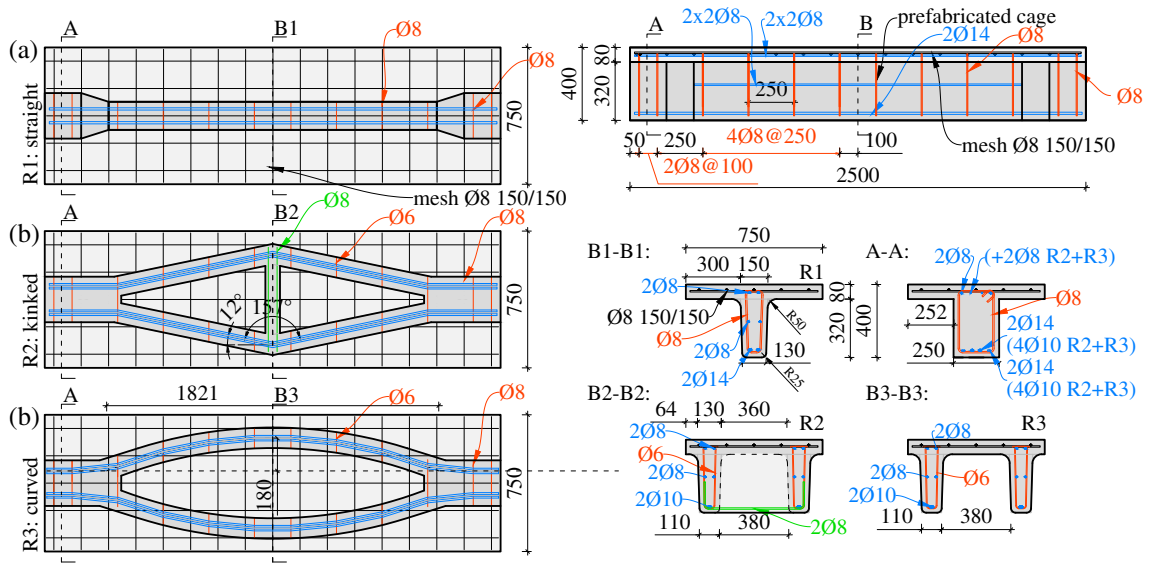 (a)
R1: straight
A
B1
Ø8
Ø8
750
mesh Ø8 150/150
(b)
R2: kinked
A
B2
Ø8
Ø6
Ø8
12°
157°
750
(b)
R3: curved
A
1821
B3
Ø6
Ø8
180
750
A
2x2Ø8
2x2Ø8
B
prefabricated cage
2Ø14
Ø8
400
80
320
250
Ø8
50
250
4Ø8@250
100
mesh Ø8 150/150
2Ø8@100
2500
B1-B1:
750
300
150
R1
2Ø8
Ø8 150/150
Ø8
2Ø8
2Ø14
R50
130
R25
80
320
400
A-A:
2Ø8
(+2Ø8 R2+R3)
Ø8
252
250
2Ø14
(4Ø10 R2+R3)
2Ø14
(4Ø10 R2+R3)
B2-B2:
64
130
360
R2
2Ø8
Ø6
2Ø8
2Ø10
110
380
2Ø8
B3-B3:
R3
2Ø8
2Ø8
Ø6
2Ø10
110
380